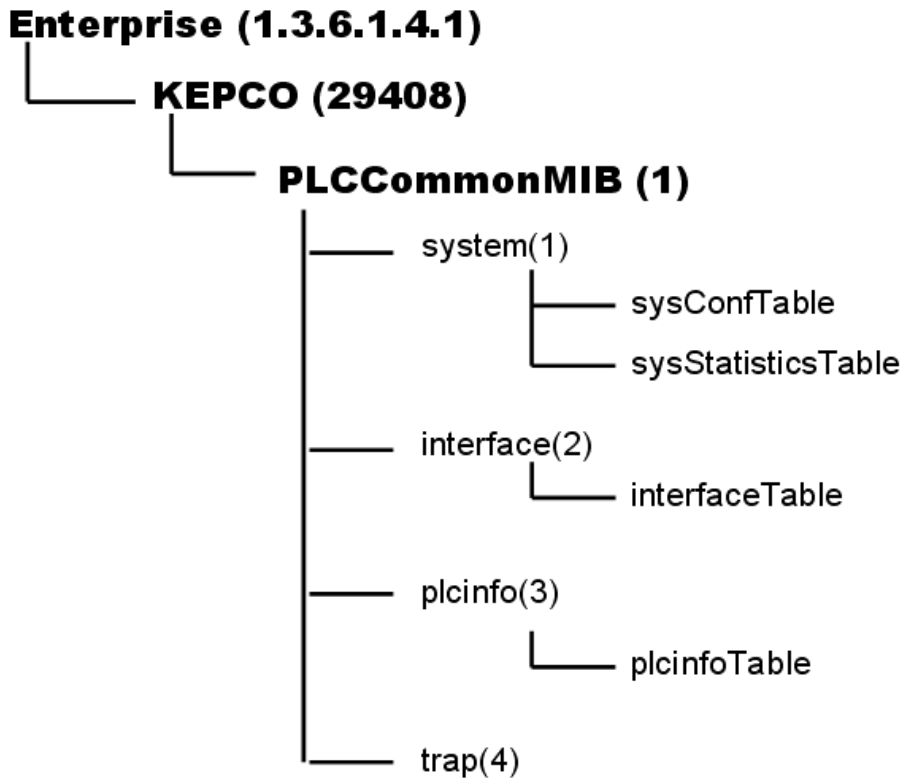 Enterprise (1.3.6.1.4.1)
KEPCO (29408)
PLCCommonMIB (1)
system(1)
sysConfTable
sysStatisticsTable
interface(2)
interfaceTable
plcinfo(3)
plcinfoTable
trap(4)